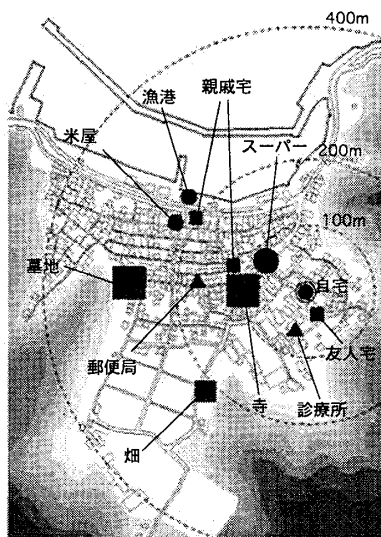 400m
漁港
親戚宅
米屋
スーパー
200m
100m
墓地
自宅
郵便局
友人宅
畑
寺
診療所